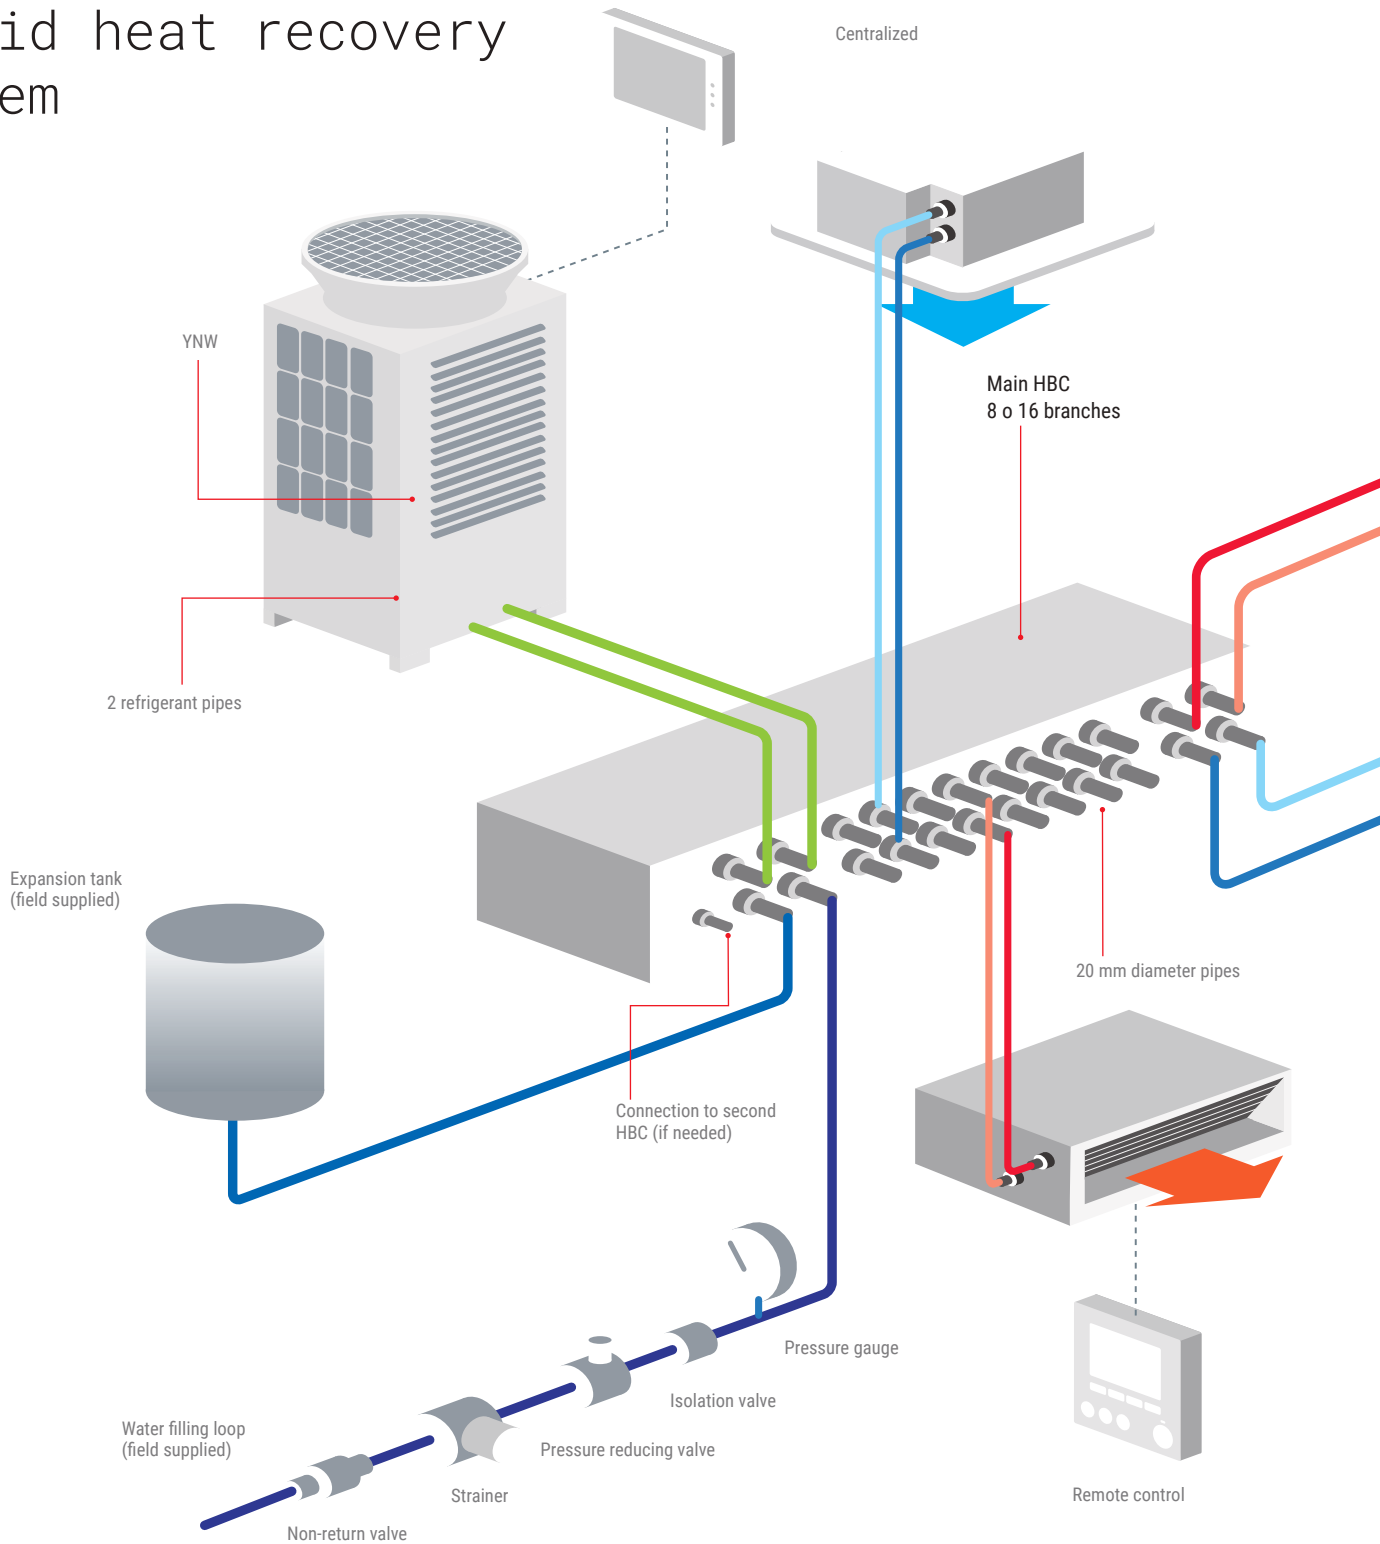 id heat recovery
em
Centralized
YNW
Main HBC
8 o 16 branches
2 refrigerant pipes
Expansion tank
(field supplied)
20 mm diameter pipes
Connection to second
HBC (if needed)
Pressure gauge
Isolation valve
Water filling loop
(field supplied)
Pressure reducing valve
Strainer
Remote control
Non-return valve